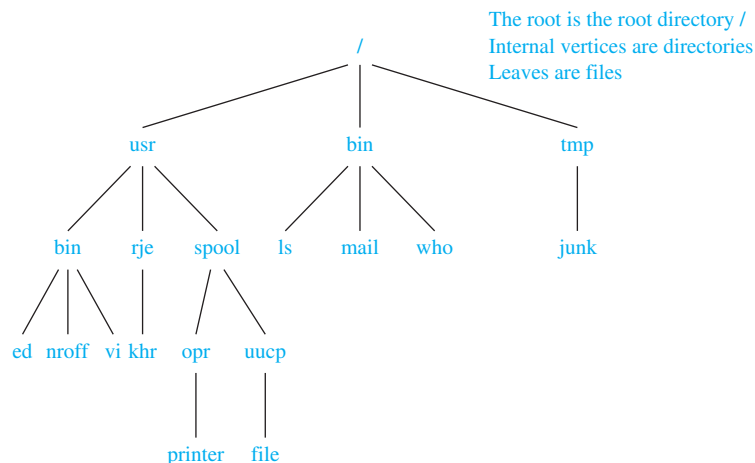 The root is the root directory /
Internal vertices are directories
Leaves are files
/
usr bin tmp
bin rje spool ls mail who junk
ed nroff vi khr opr uucp
printer file